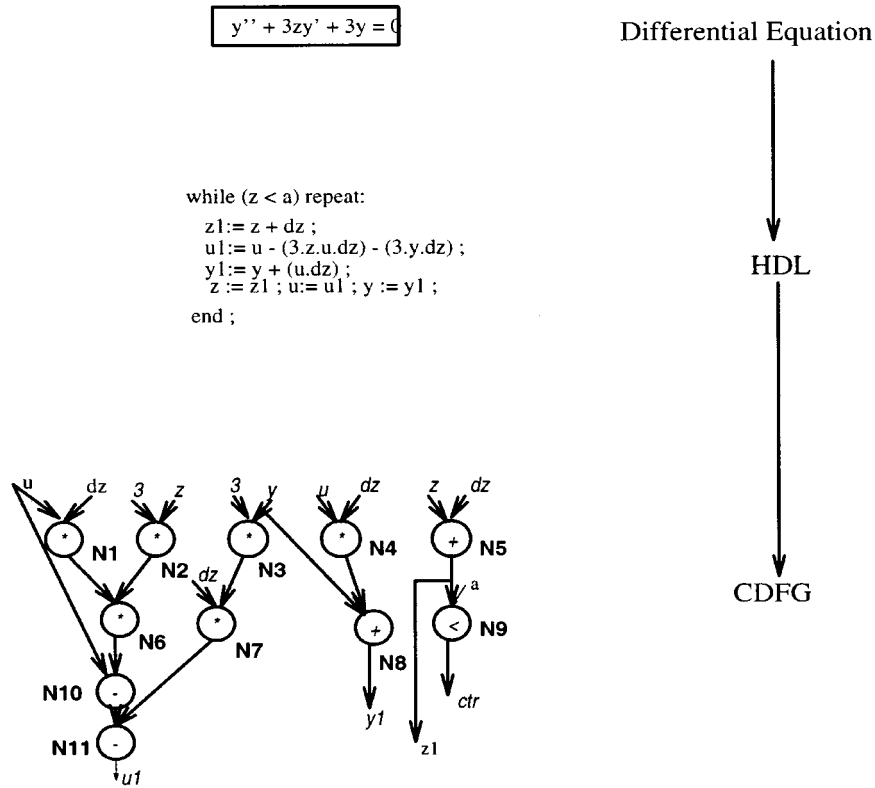 y'' + 3zy' + 3y = 0
Differential Equation
while (z < a) repeat:
z1:= z + dz ;
u1:= u - (3.z.u.dz) - (3.y.dz) ;
y1:= y + (u.dz) ;
z := z1 ; u:= u1 ; y := y1 ;
end ;
HDL
u dz 3 z 3 y u dz z dz
* N1 * N2 * N3 * N4 + N5
dz a
CDFG
* N6 * N7 + N8 < N9
N10 -
y1 ctr
N11 -
z1
u1